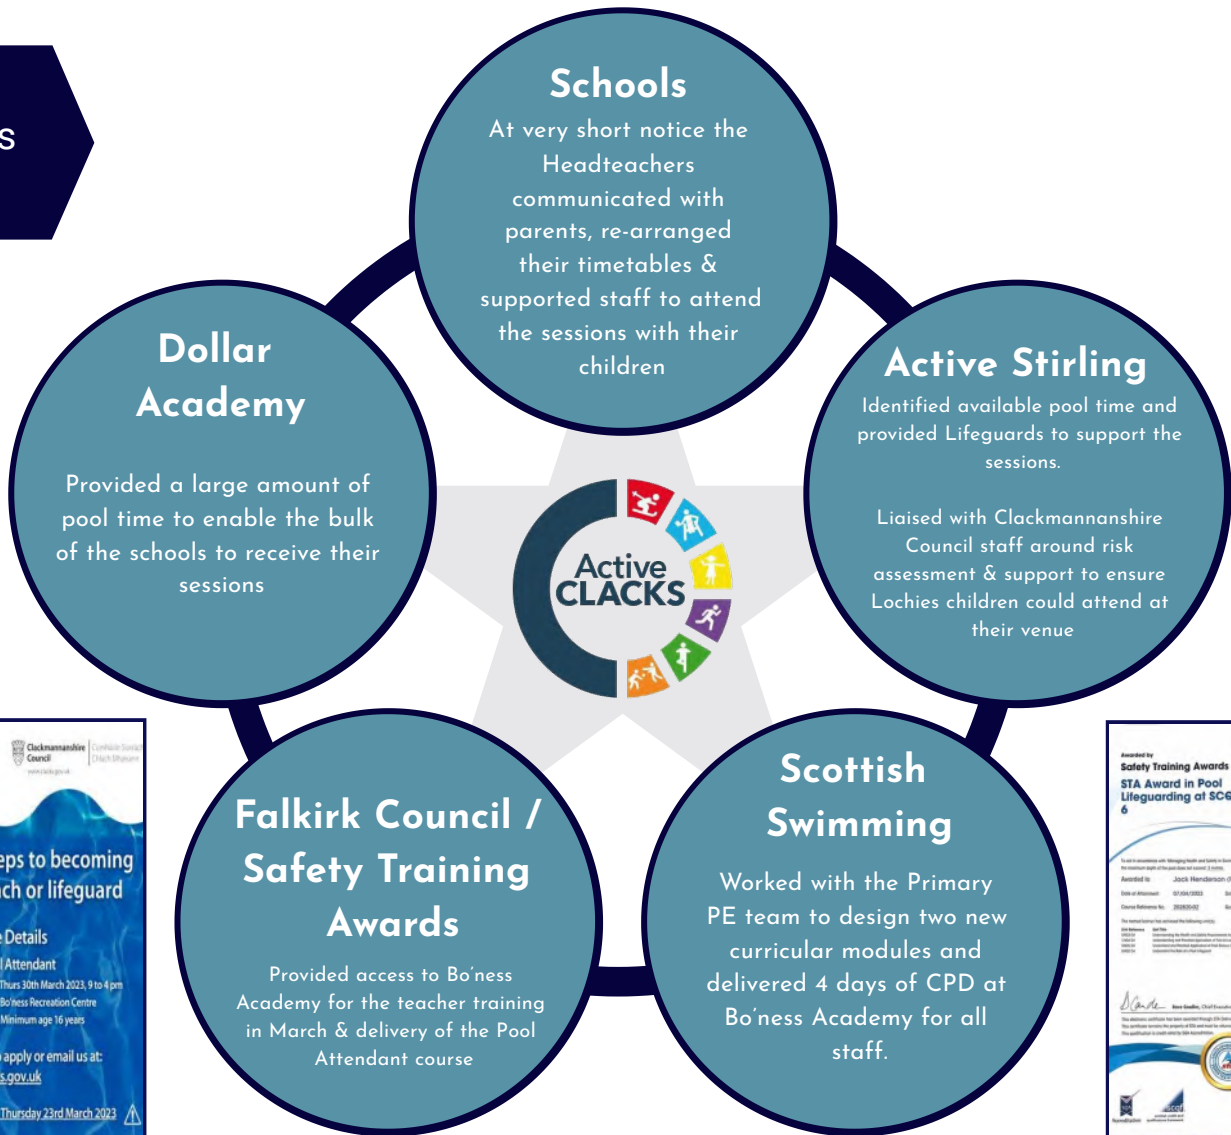 s
Schools
At very short notice the
Headteachers
communicated with
parents, re-arranged
their timetables &
supported staff to attend
the sessions with their
children
Dollar
Academy
Provided a large amount of
pool time to enable the bulk
of the schools to receive their
sessions
Active Stirling
Identified available pool time and
provided Lifeguards to support the
sessions.
Liaised with Clackmannanshire
Council staff around risk
assessment & support to ensure
Lochies children could attend at
their venue
Active
CLACKS
Falkirk Council /
Safety Training
Awards
Provided access to Bo'ness
Academy for the teacher training
in March & delivery of the Pool
Attendant course
Scottish
Swimming
Worked with the Primary
PE team to design two new
curricular modules and
delivered 4 days of CPD at
Bo'ness Academy for all
staff.
Clackmannanshire
Council
www.clacks.gov.uk
eps to becoming
ch or lifeguard
e Details
l Attendant
Thurs 30th March 2023, 9 to 4 pm
Bo'ness Recreation Centre
Minimum age 16 years
o apply or email us at:
s.gov.uk
Thursday 23rd March 2023
Awarded by
Safety Training Awards
STA Award in Pool
Lifeguarding at SCQ
6
Awarded to Jack Henderson
Course Reference No.